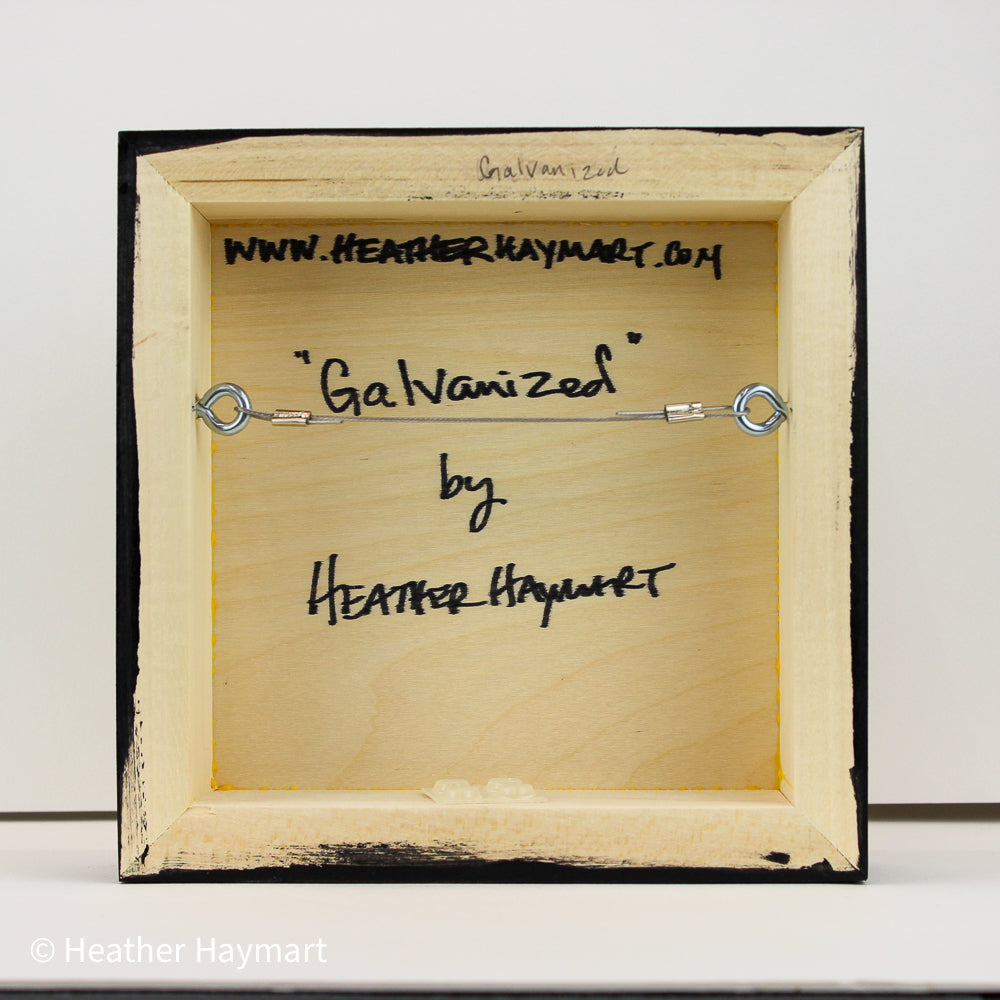 Galvanized
WWW.HEATHERHAYMART.COM
"Galvanized"
by
HEATHER HAYMART
© Heather Haymart